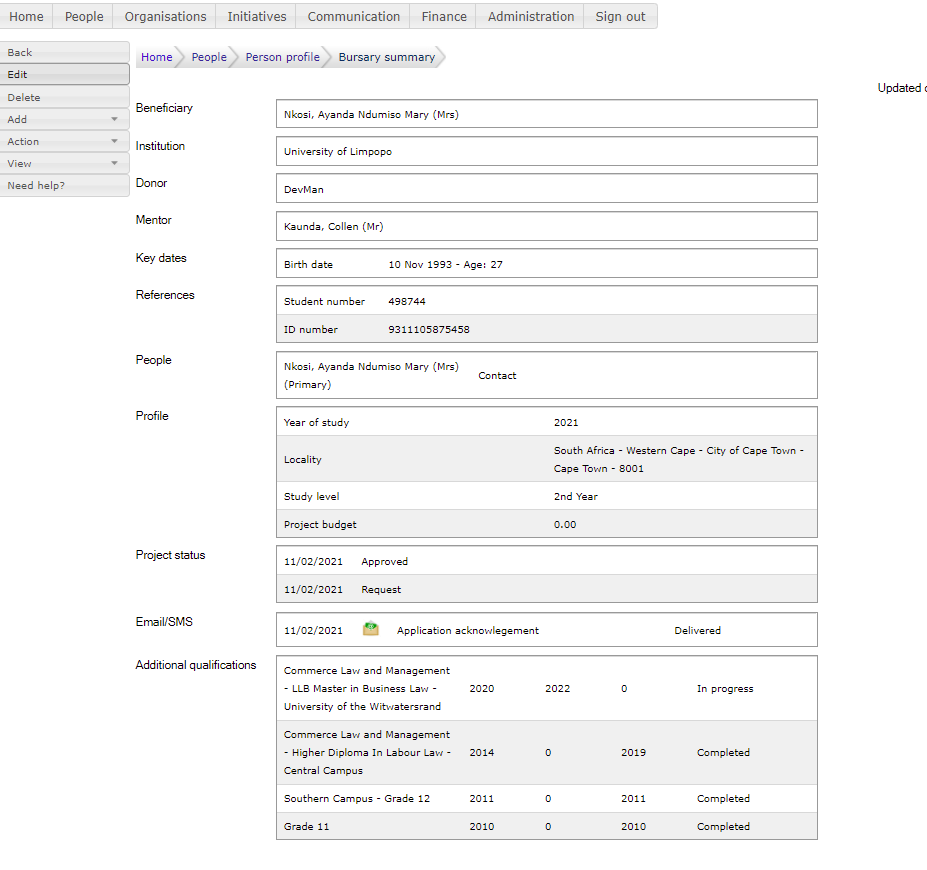 Home People Organisations Initiatives Communication Finance Administration Sign out
Back
Edit
Delete
Add
Action
View
Need help?
Home People Person profile Bursary summary
Updated
Beneficiary Nkosi, Ayanda Ndumiso Mary (Mrs)
Institution University of Limpopo
Donor DevMan
Mentor Kaunda, Collen (Mr)
Key dates Birth date 10 Nov 1993 - Age: 27
References Student number 498744
ID number 9311105875458
People Nkosi, Ayanda Ndumiso Mary (Mrs)
(Primary) Contact
Profile Year of study 2021
Locality South Africa - Western Cape - City of Cape Town -
Cape Town - 8001
Study level 2nd Year
Project budget 0.00
Project status 11/02/2021 Approved
11/02/2021 Request
Email/SMS 11/02/2021 Application acknowlegement Delivered
Additional qualifications Commerce Law and Management
- LLB Master in Business Law - 2020 2022 0 In progress
University of the Witwatersrand
Commerce Law and Management
- Higher Diploma In Labour Law - 2014 0 2019 Completed
Central Campus
Southern Campus - Grade 12 2011 0 2011 Completed
Grade 11 2010 0 2010 Completed